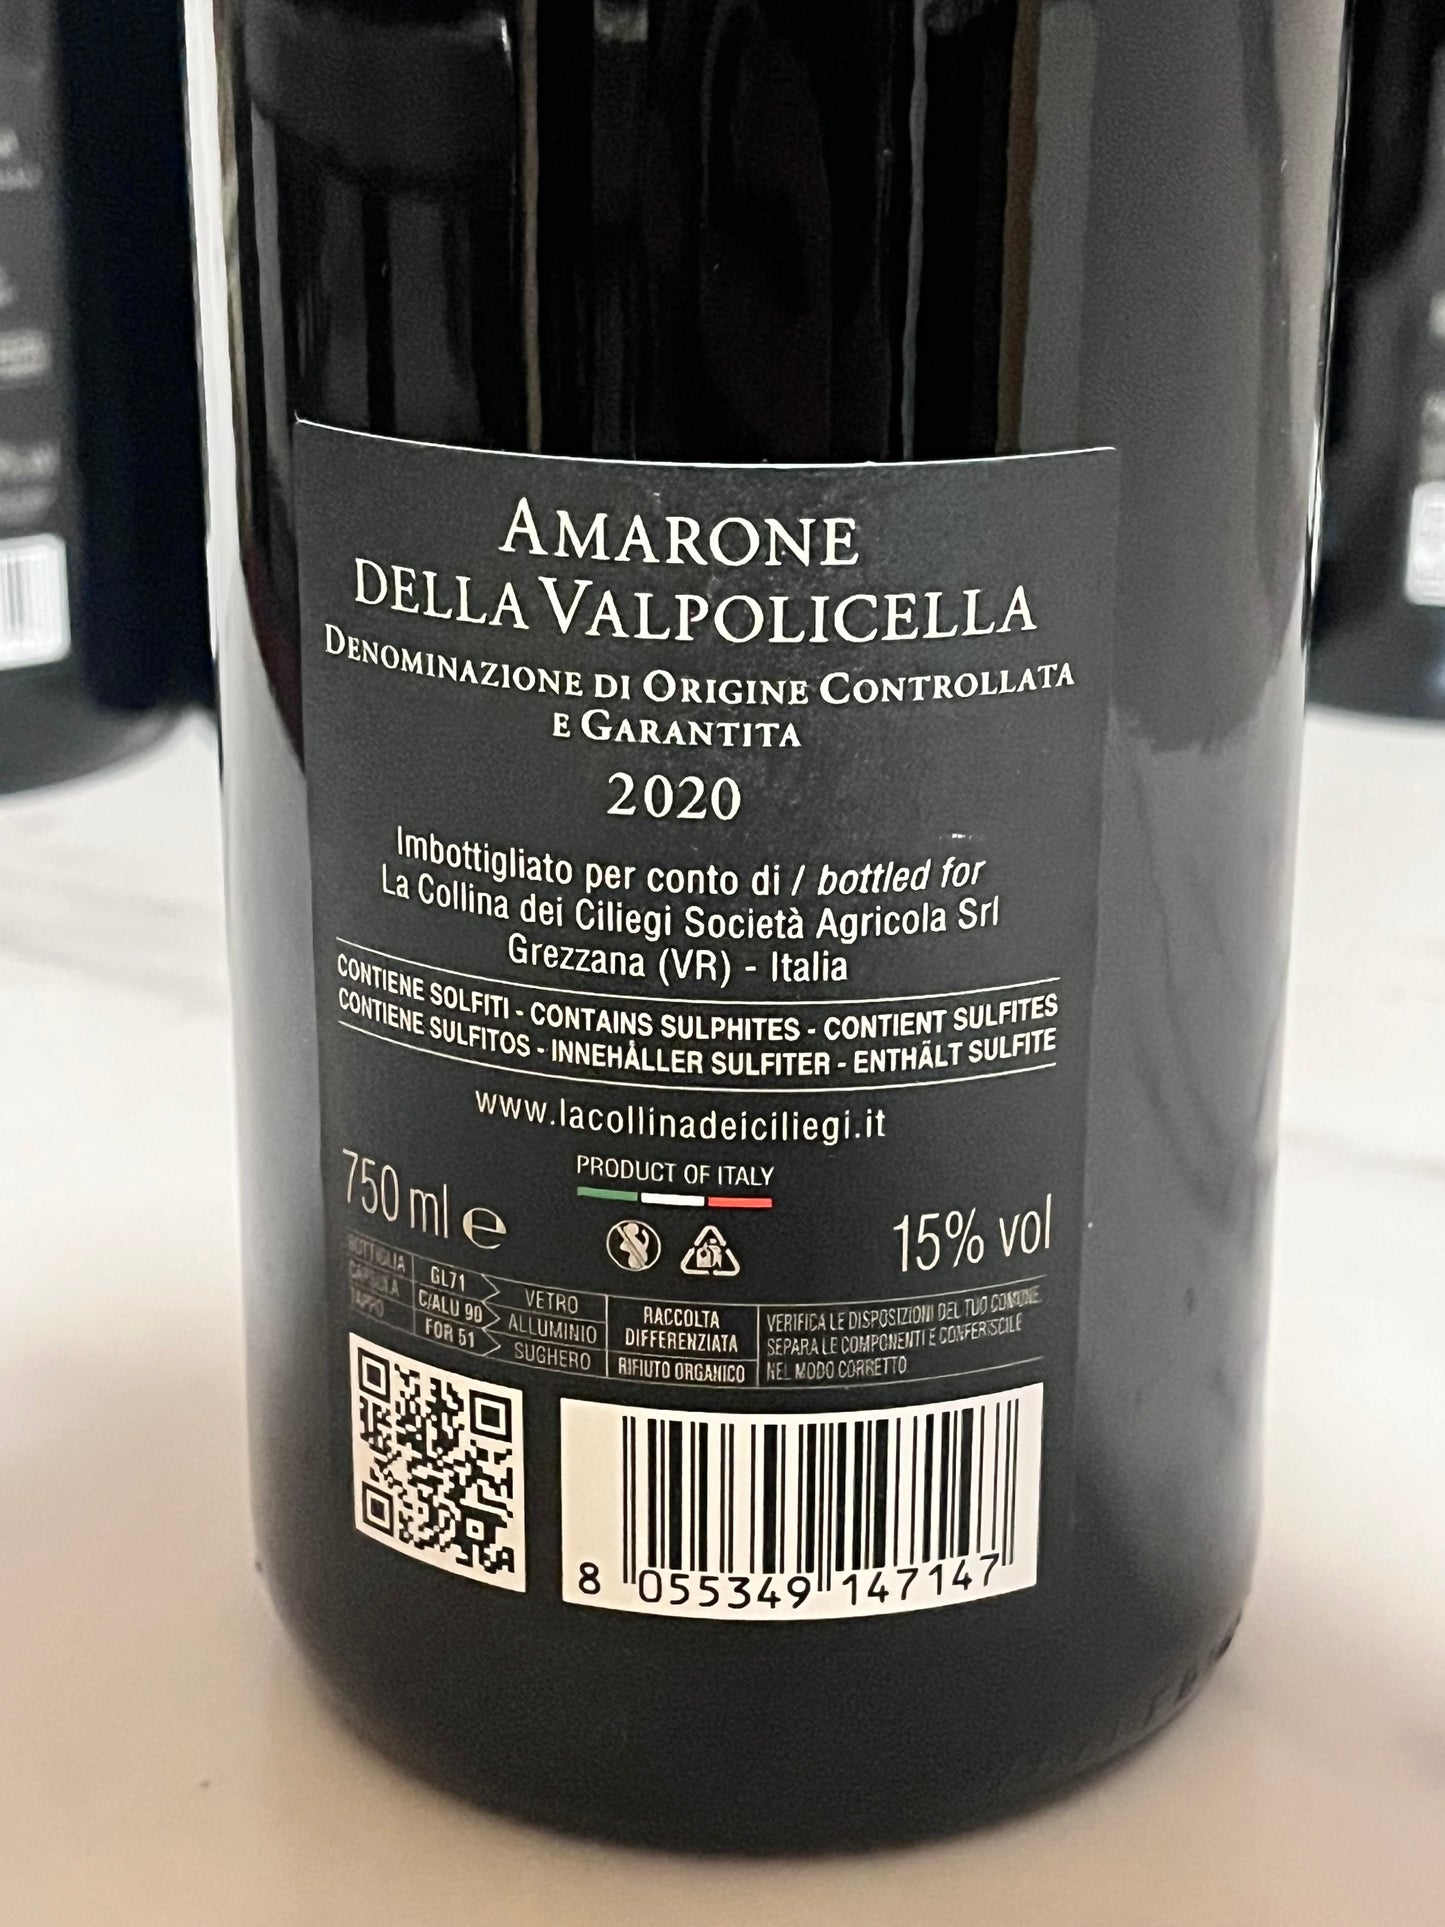 AMARONE
DELLA VALPOLICELLA
DENOMINAZIONE DI ORIGINE CONTROLLATA
E GARANTITA
2020
Imbottigliato per conto di / bottled for
La Collina dei Ciliegi Società Agricola Srl
Grezzana (VR) - Italia
CONTIENE SOLFITI - CONTAINS SULPHITES - CONTIENT SULFITES
CONTIENE SULFITOS - INNEHÅLLER SULFITER - ENTHÄLT SULFITE
www.lacollinadeiciliegi.it
PRODUCT OF ITALY
750 ml e
15% vol
BOTTIGLIA GL71 VETRO
CAPSULA C/ALU 90 ALLUMINIO
TAPPO FOR 51 SUGHERO
RACCOLTA
DIFFERENZIATA
RIFIUTO ORGANICO
VERIFICA LE DISPOSIZIONI DEL TUO COMUNE.
SEPARA LE COMPONENTI E CONFERISCILE
NEL MODO CORRETTO
8 055349 147147